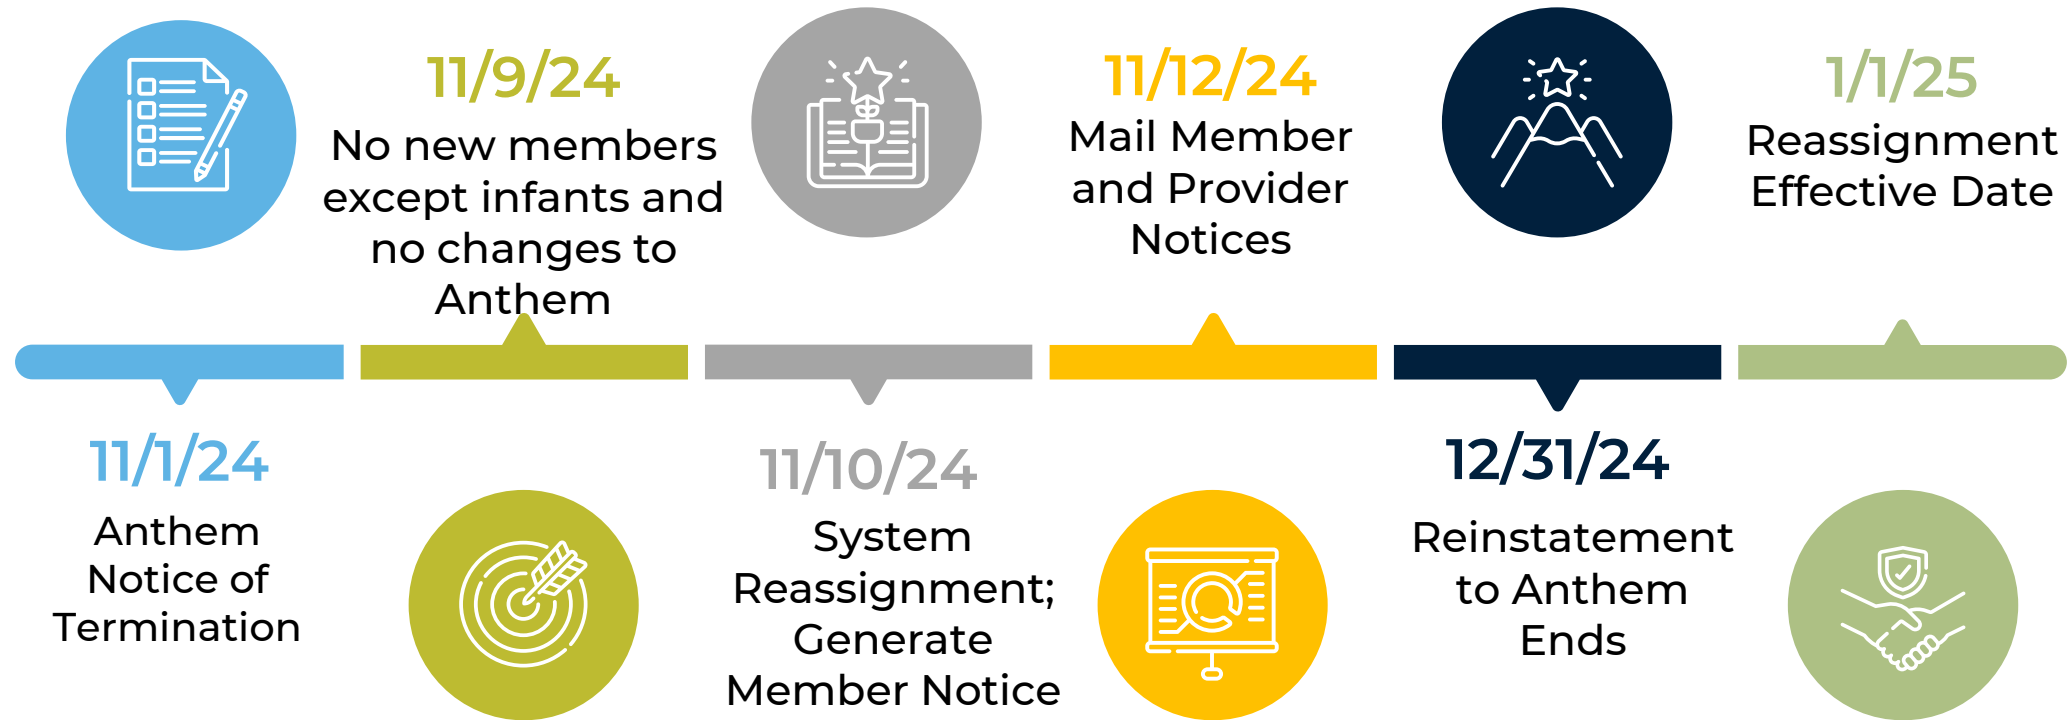 11/1/24
Anthem
Notice of
Termination
11/9/24
No new members
except infants and
no changes to
Anthem
11/10/24
System
Reassignment;
Generate
Member Notice
11/12/24
Mail Member
and Provider
Notices
12/31/24
Reinstatement
to Anthem
Ends
1/1/25
Reassignment
Effective Date